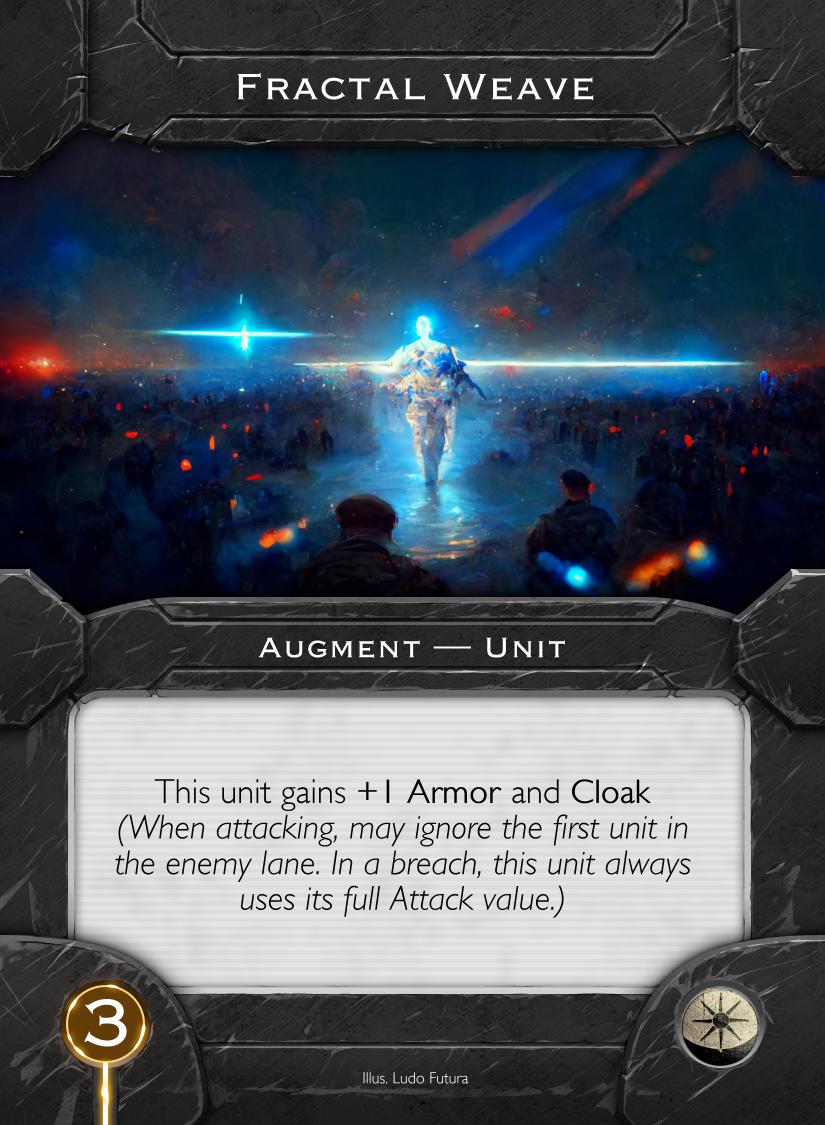 Fractal Weave
Augment — Unit
This unit gains +1 Armor and Cloak
(When attacking, may ignore the first unit in
the enemy lane. In a breach, this unit always
uses its full Attack value.)
3
Illus. Ludo Futura